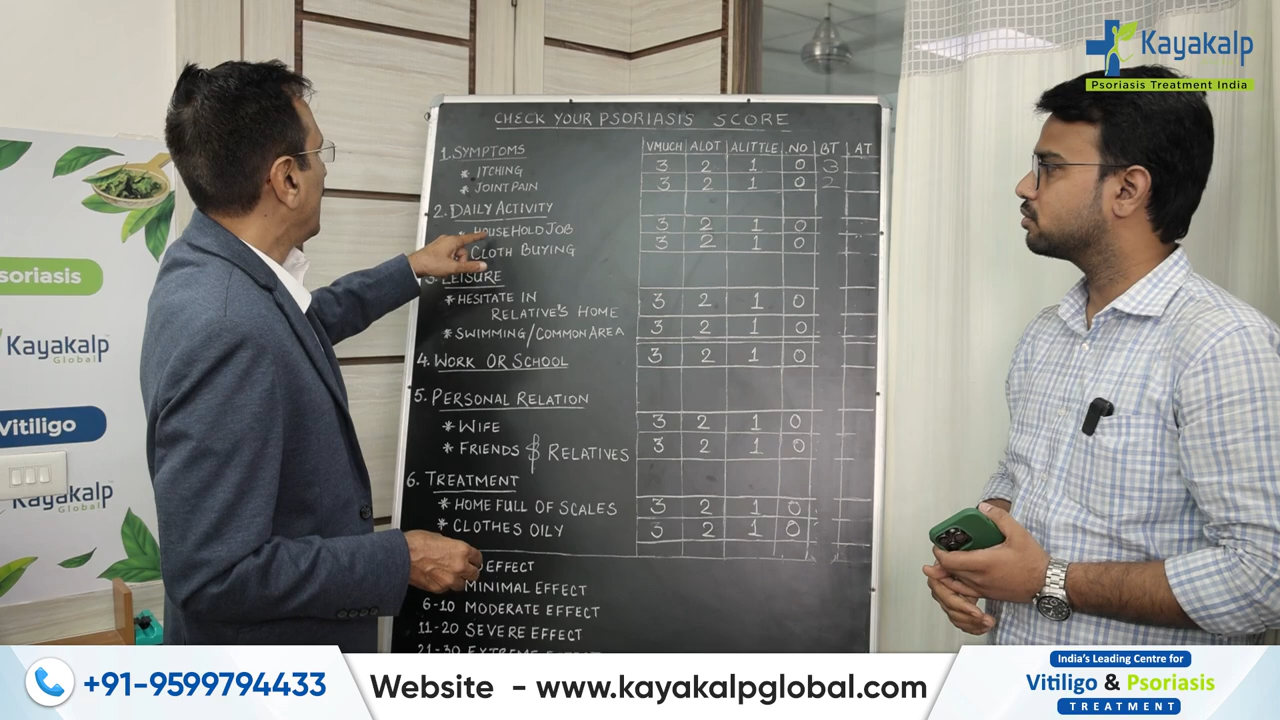 Kayakalp
Psoriasis Treatment India
CHECK YOUR PSORIASIS SCORE
VMUCH ALOT ALITTLE NO BT AT
1. SYMPTOMS
* ITCHING 3 2 1 0 3
* JOINT PAIN 3 2 1 0 2
2. DAILY ACTIVITY
* HOUSEHOLD JOB 3 2 1 0
CLOTH BUYING 3 2 1 0
3. LEISURE
* HESITATE IN
RELATIVE'S HOME 3 2 1 0
* SWIMMING/COMMON AREA 3 2 1 0
4. WORK OR SCHOOL 3 2 1 0
5. PERSONAL RELATION
* WIFE 3 2 1 0
* FRIENDS & RELATIVES 3 2 1 0
6. TREATMENT
* HOME FULL OF SCALES 3 2 1 0
* CLOTHES OILY 3 2 1 0
EFFECT
MINIMAL EFFECT
6-10 MODERATE EFFECT
11-20 SEVERE EFFECT
21-30 EXTREME EFFECT
soriasis
Kayakalp
Global
Vitiligo
Kayakalp
Global
+91-9599794433
Website - www.kayakalpglobal.com
India's Leading Centre for
Vitiligo & Psoriasis
TREATMENT